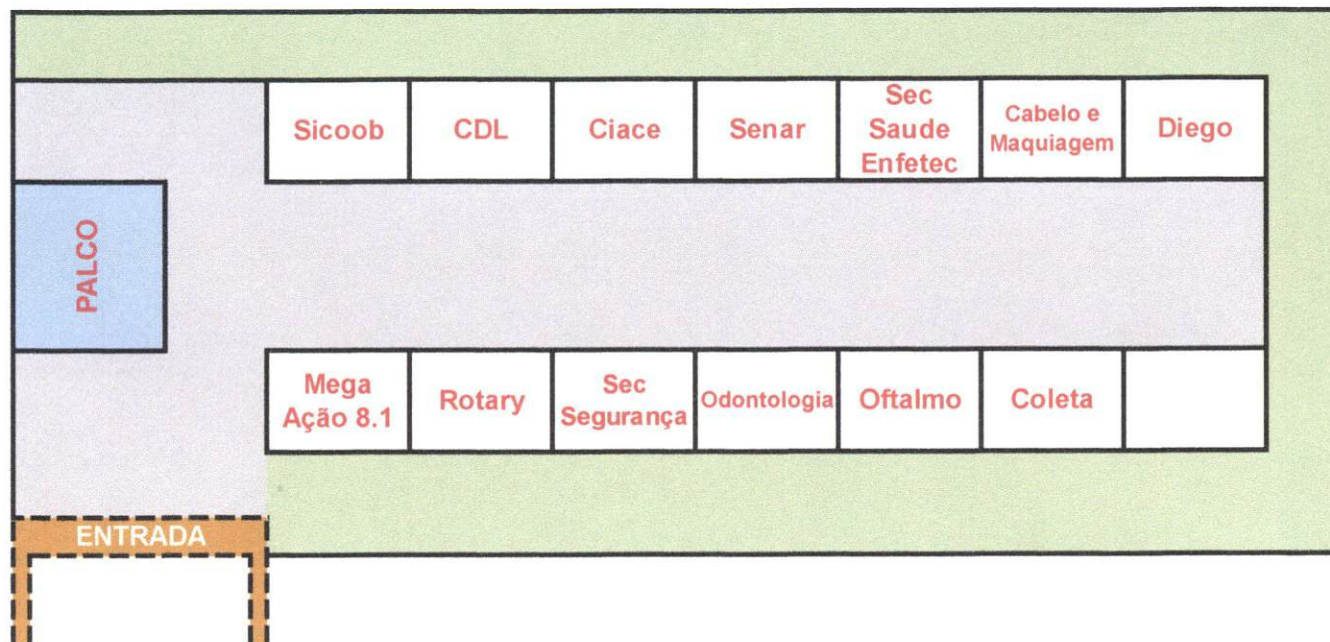 Sicoob
CDL
Ciace
Senar
Sec
Saude
Enfetec
Cabelo e
Maquiagem
Diego
PALCO
Mega
Ação 8.1
Rotary
Sec
Segurança
Odontologia
Oftalmo
Coleta
ENTRADA